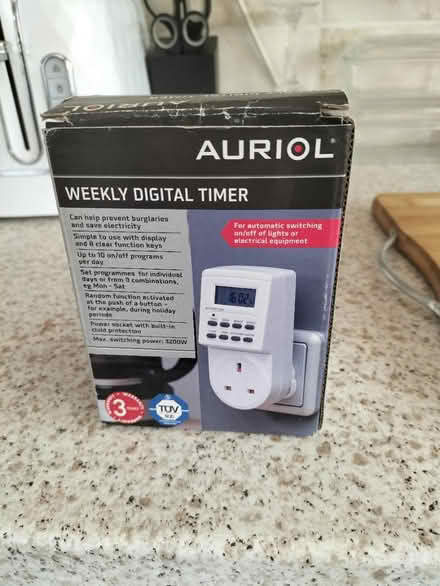 AURIOL
AURIOL®
WEEKLY DIGITAL TIMER
Can help prevent burglaries
and save electricity
Simple to use with display
and 8 clear function keys
Up to 10 on/off programs
per day
Set programmes for individual
days or from 9 combinations,
eg Mon - Sat
Random function activated
at the push of a button -
for example, during holiday
periods
Power socket with built-in
child protection
Max. switching power: 3200W
For automatic switching
on/off of lights or
electrical equipment
3 YEARS
WARRANTY
TÜV
SÜD